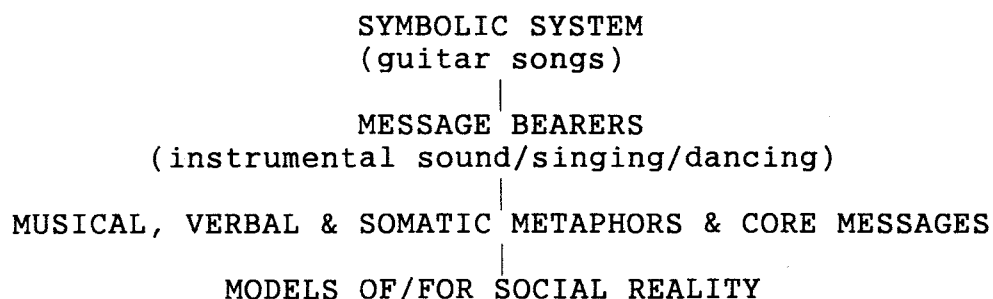 SYMBOLIC SYSTEM
(guitar songs)
MESSAGE BEARERS
(instrumental sound/singing/dancing)
MUSICAL, VERBAL & SOMATIC METAPHORS & CORE MESSAGES
MODELS OF/FOR SOCIAL REALITY